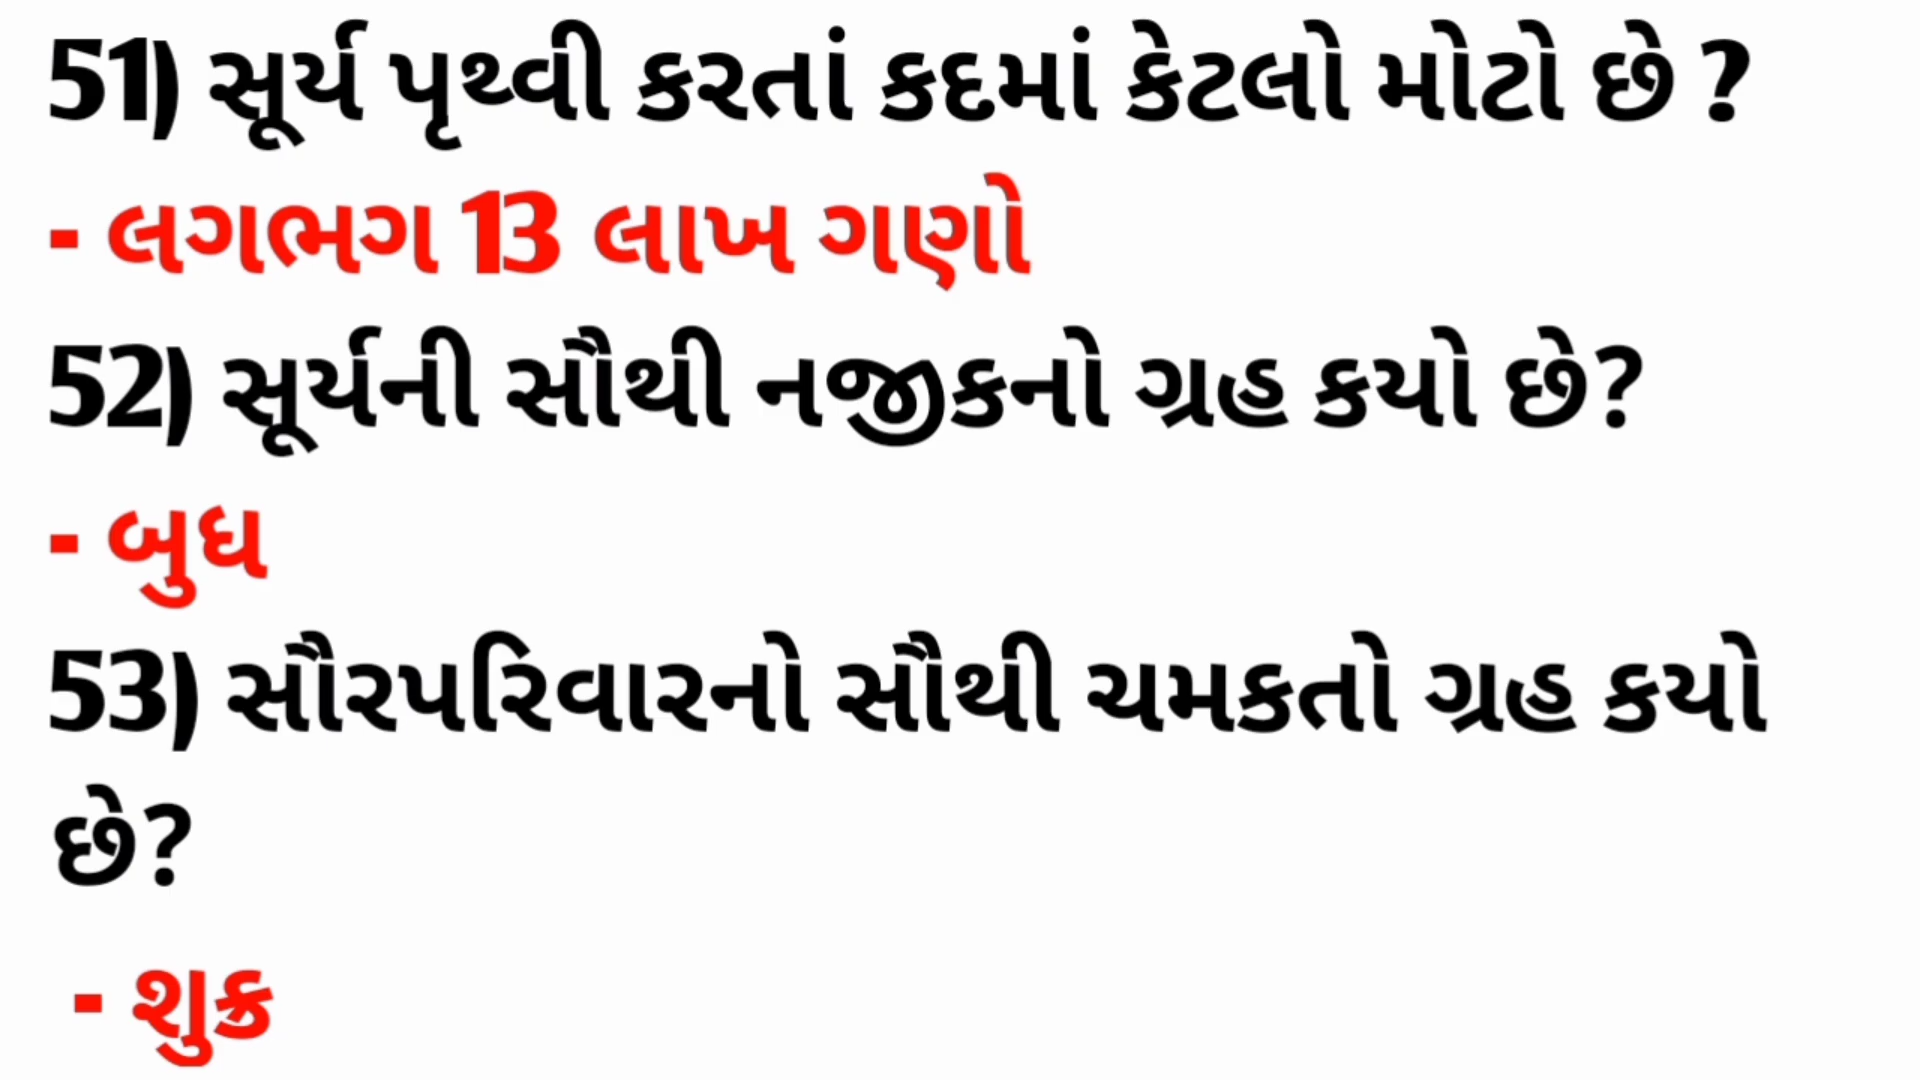 51) સૂર્ય પૃથ્વી કરતાં કદમાં કેટલો મોટો છે ?
- લગભગ 13 લાખ ગણો
52) સૂર્યની સૌથી નજીકનો ગ્રહ કયો છે?
- બુધ
53) સૌરપરિવારનો સૌથી ચમકતો ગ્રહ કયો
છે?
- શુક્ર